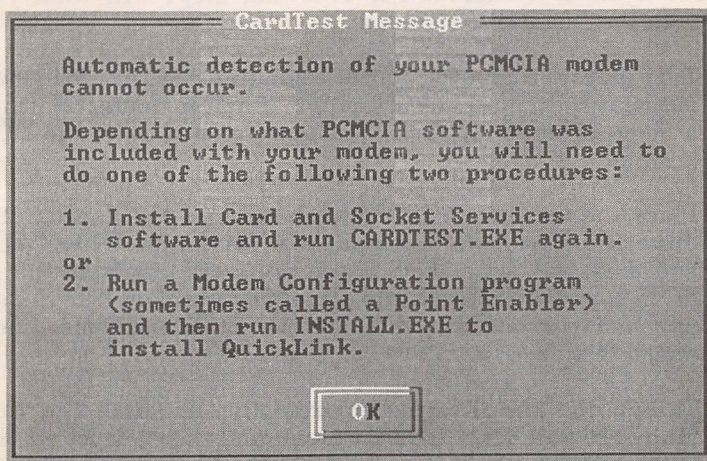 CardTest Message
Automatic detection of your PCMCIA modem
cannot occur.
Depending on what PCMCIA software was
included with your modem, you will need to
do one of the following two procedures:
1. Install Card and Socket Services
software and run CARDTEST.EXE again.
or
2. Run a Modem Configuration program
(sometimes called a Point Enabler)
and then run INSTALL.EXE to
install QuickLink.
OK